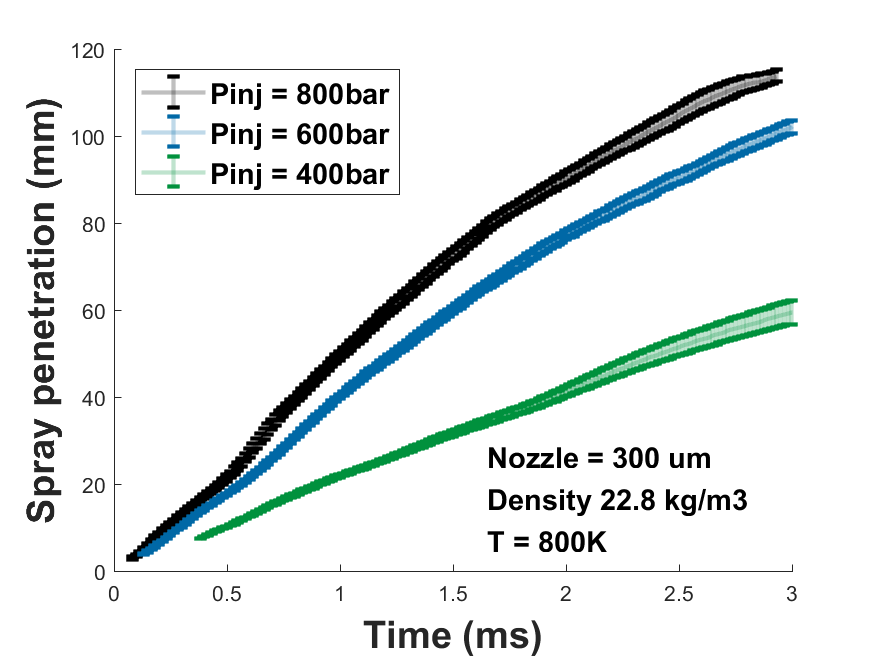 120
100
80
60
40
20
0
Spray penetration (mm)
Pinj = 800bar
Pinj = 600bar
Pinj = 400bar
Nozzle = 300 um
Density 22.8 kg/m3
T = 800K
0 0.5 1 1.5 2 2.5 3
Time (ms)